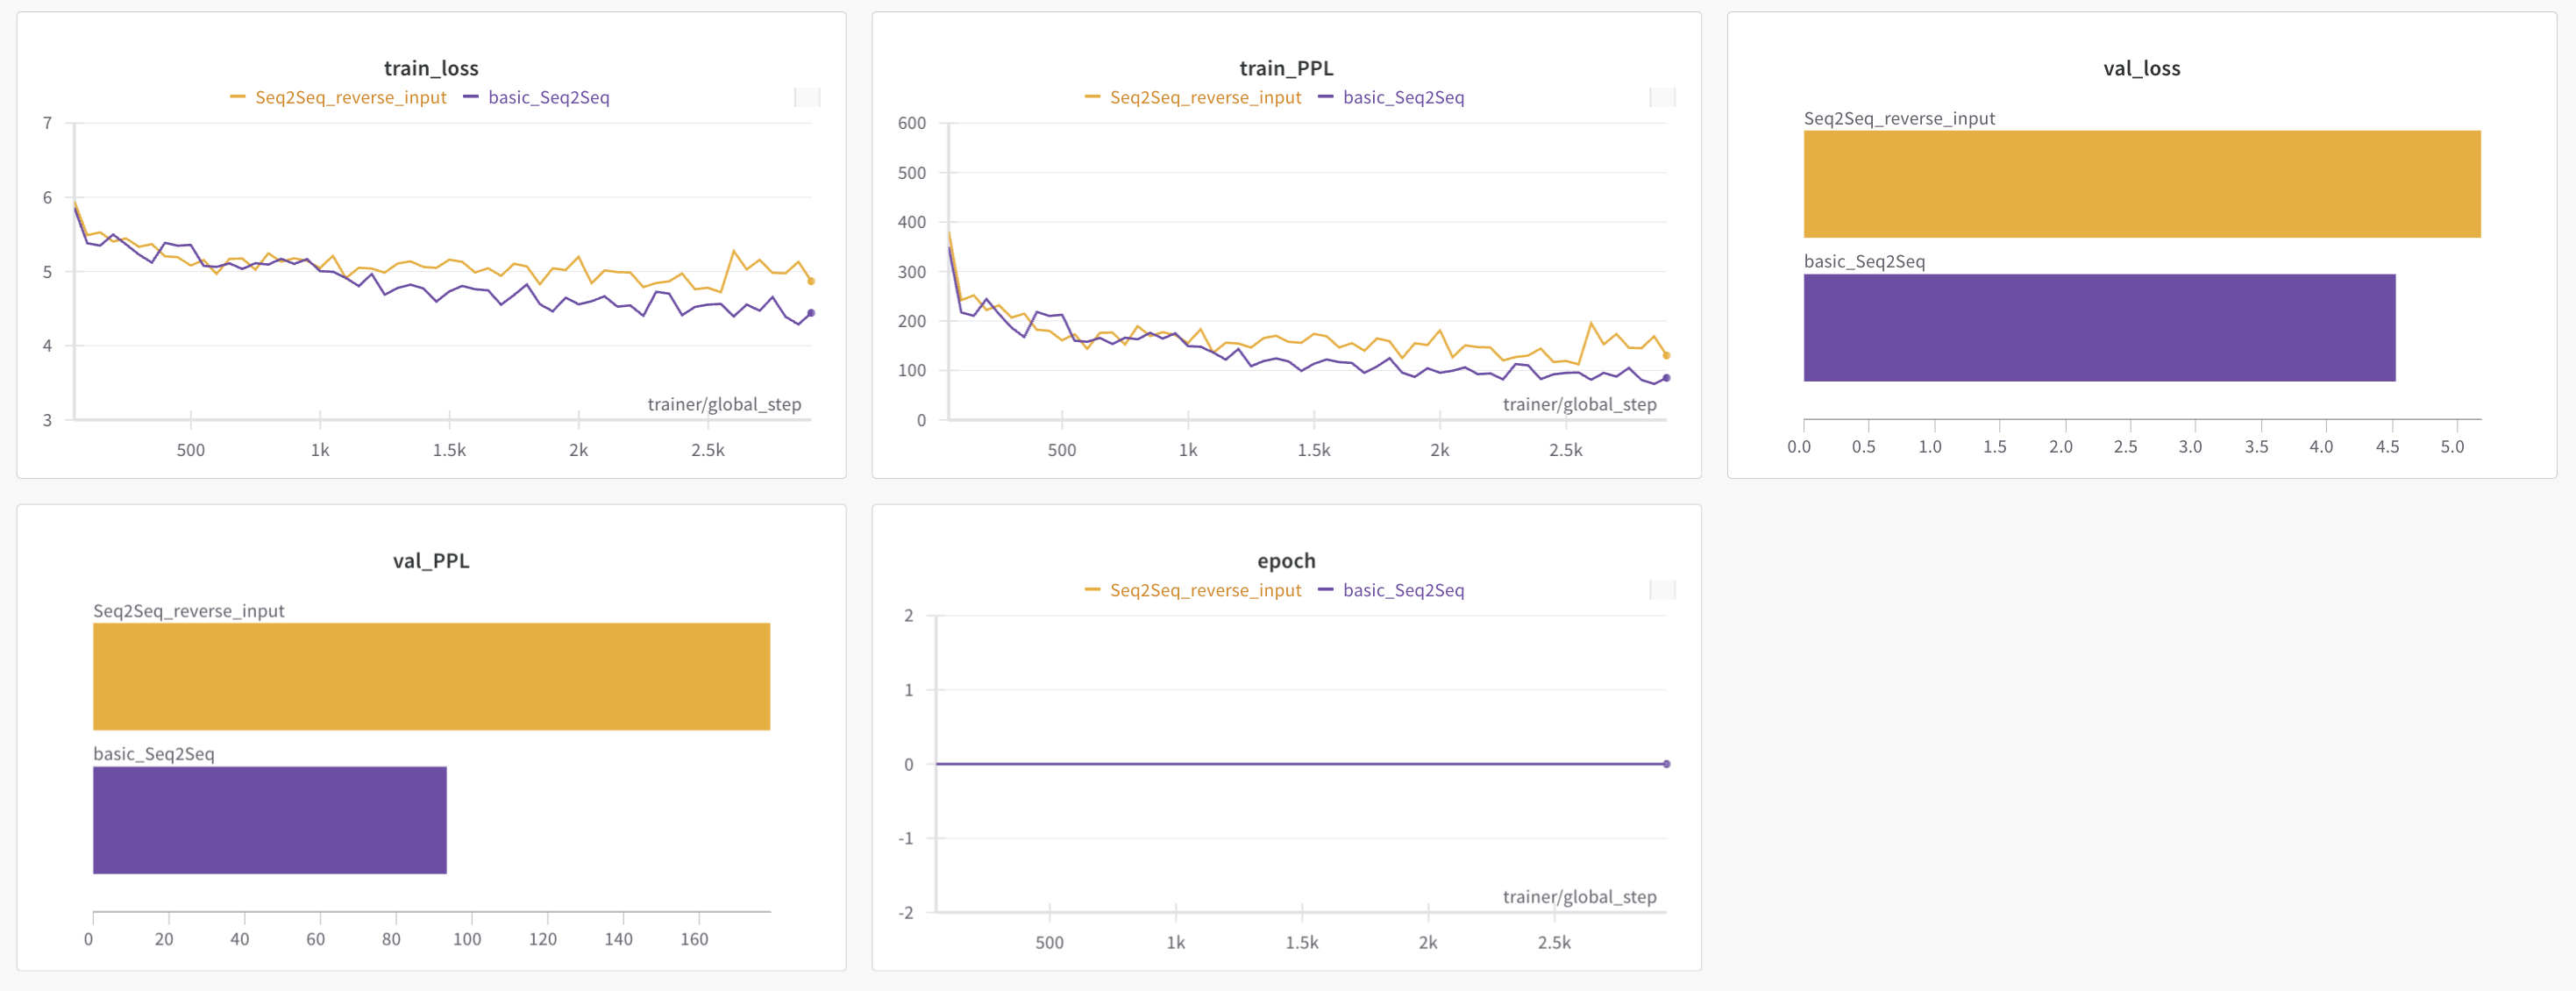 train_loss
Seq2Seq_reverse_input basic_Seq2Seq
7
6
5
4
3
trainer/global_step
500 1k 1.5k 2k 2.5k
train_PPL
Seq2Seq_reverse_input basic_Seq2Seq
600
500
400
300
200
100
0
trainer/global_step
500 1k 1.5k 2k 2.5k
val_loss
Seq2Seq_reverse_input
basic_Seq2Seq
0.0 0.5 1.0 1.5 2.0 2.5 3.0 3.5 4.0 4.5 5.0
val_PPL
Seq2Seq_reverse_input
basic_Seq2Seq
0 20 40 60 80 100 120 140 160
epoch
Seq2Seq_reverse_input basic_Seq2Seq
2
1
0
-1
-2
trainer/global_step
500 1k 1.5k 2k 2.5k